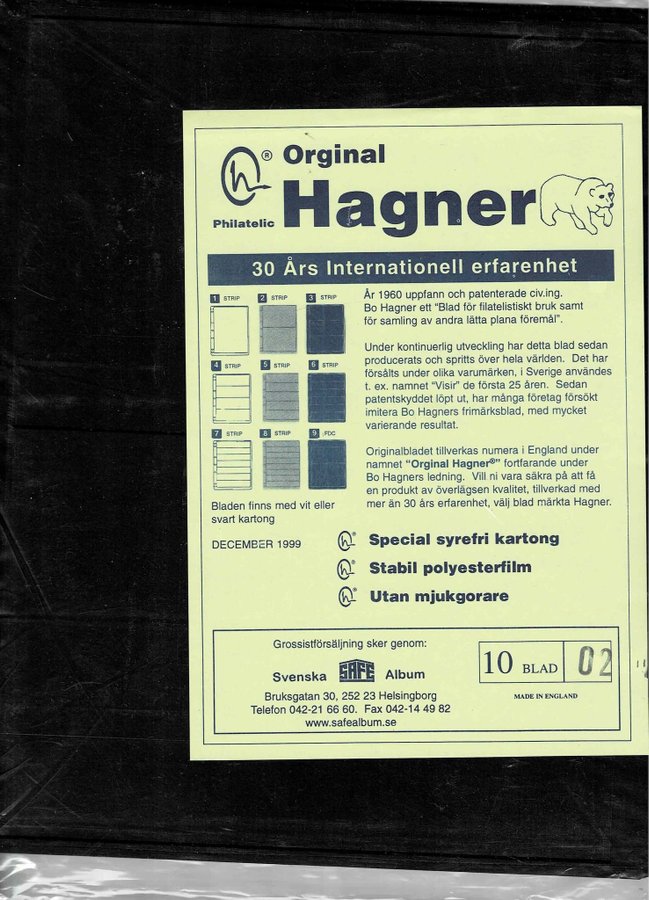 ® Orginal
Philatelic Hagner
30 Års Internationell erfarenhet
1 STRIP 2 STRIP 3 STRIP
4 STRIP 5 STRIP 6 STRIP
7 STRIP 8 STRIP 9 FDC
Bladen finns med vit eller
svart kartong
DECEMBER 1999
År 1960 uppfann och patenterade civ.ing.
Bo Hagner ett "Blad för filatelistiskt bruk samt
för samling av andra lätta plana föremål".
Under kontinuerlig utveckling har detta blad sedan
producerats och spritts över hela världen. Det har
försålts under olika varumärken, i Sverige användes
t. ex. namnet "Visir" de första 25 åren. Sedan
patentskyddet löpt ut, har många företag försökt
imitera Bo Hagners frimärksblad, med mycket
varierande resultat.
Originalbladet tillverkas numera i England under
namnet "Orginal Hagner®" fortfarande under
Bo Hagners ledning. Vill ni vara säkra på att få
en produkt av överlägsen kvalitet, tillverkad med
mer än 30 års erfarenhet, välj blad märkta Hagner.
Special syrefri kartong
Stabil polyesterfilm
Utan mjukgorare
Grossistförsäljning sker genom:
Svenska SAFE Album
Bruksgatan 30, 252 23 Helsingborg
Telefon 042-21 66 60. Fax 042-14 49 82
www.safealbum.se
10 BLAD 02
MADE IN ENGLAND